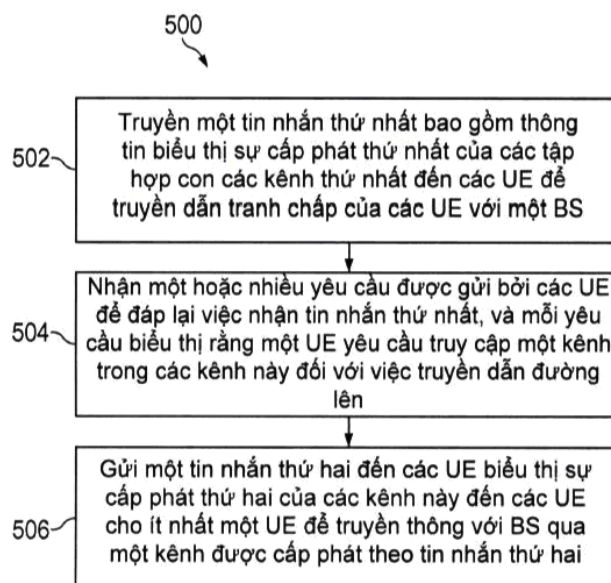 500
502
Truyền một tin nhắn thứ nhất bao gồm thông
tin biểu thị sự cấp phát thứ nhất của các tập
hợp con các kênh thứ nhất đến các UE để
truyền dẫn tranh chấp của các UE với một BS
504
Nhận một hoặc nhiều yêu cầu được gửi bởi các UE
để đáp lại việc nhận tin nhắn thứ nhất, và mỗi yêu
cầu biểu thị rằng một UE yêu cầu truy cập một kênh
trong các kênh này đối với việc truyền dẫn đường
lên
506
Gửi một tin nhắn thứ hai đến các UE biểu thị sự
cấp phát thứ hai của các kênh này đến các UE
cho ít nhất một UE để truyền thông với BS qua
một kênh được cấp phát theo tin nhắn thứ hai